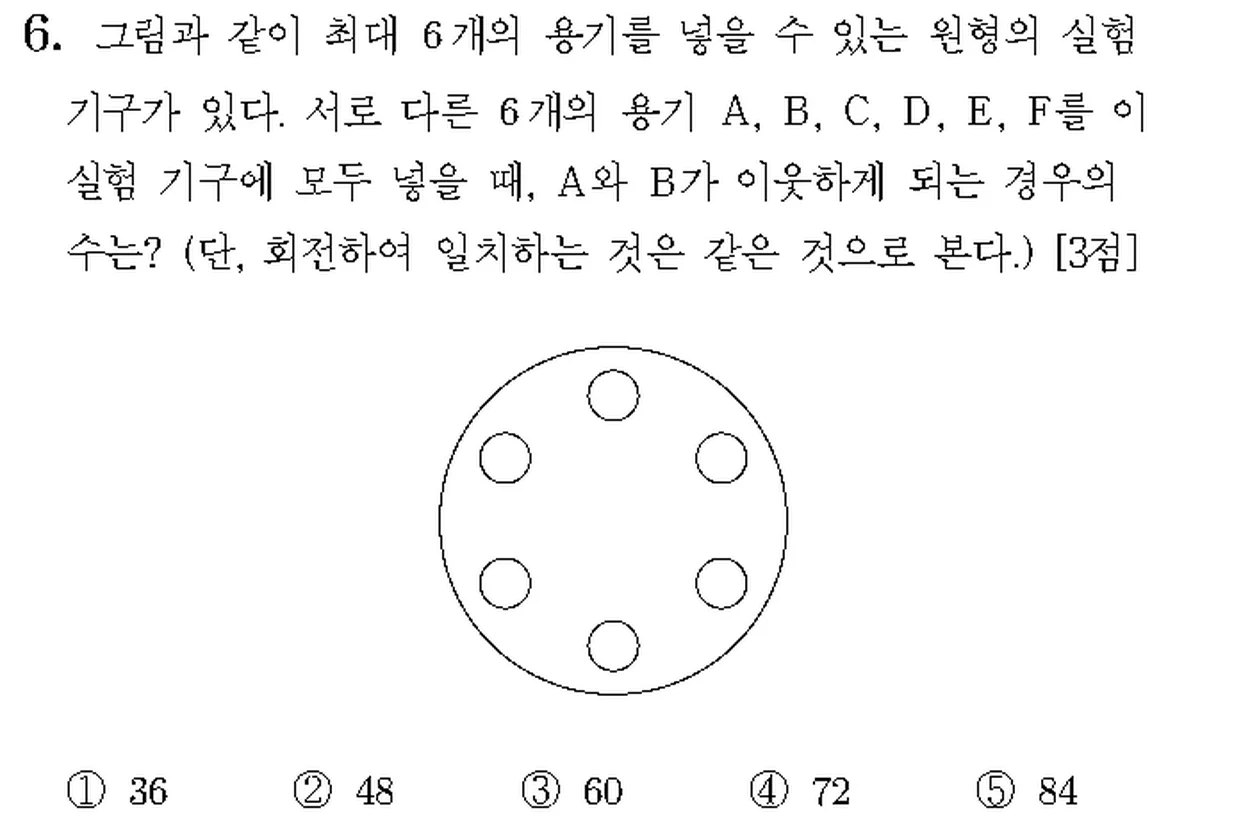 6. 그림과 같이 최대 6개의 용기를 넣을 수 있는 원형의 실험
기구가 있다. 서로 다른 6개의 용기 A, B, C, D, E, F를 이
실험 기구에 모두 넣을 때, A와 B가 이웃하게 되는 경우의
수는? (단, 회전하여 일치하는 것은 같은 것으로 본다.) [3점]
① 36 ② 48 ③ 60 ④ 72 ⑤ 84